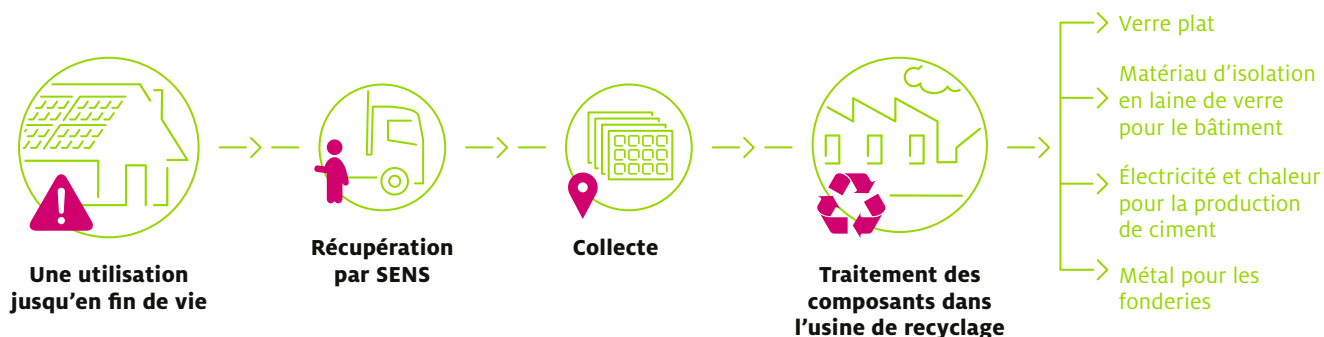 Une utilisation
jusqu'en fin de vie
Récupération
par SENS
Collecte
Traitement des
composants dans
l'usine de recyclage
Verre plat
Matériau d'isolation
en laine de verre
pour le bâtiment
Électricité et chaleur
pour la production
de ciment
Métal pour les
fonderies